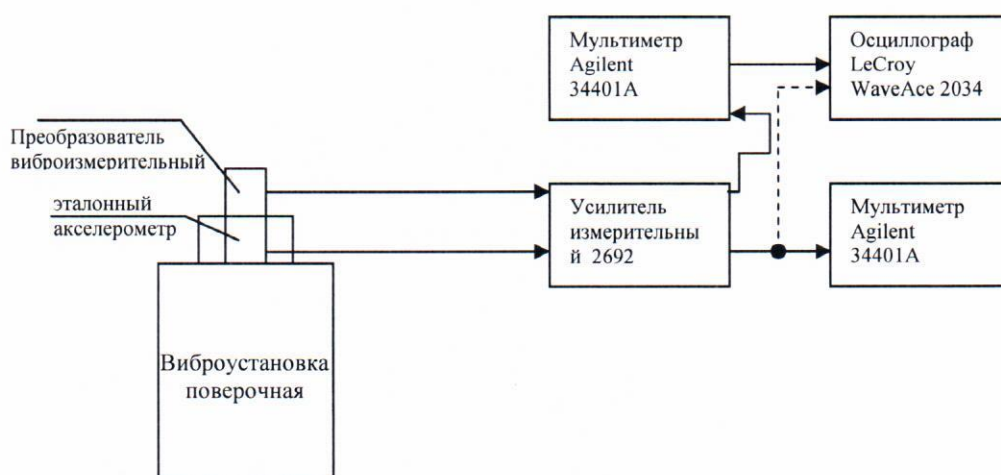 Мультиметр
Agilent
34401A
Осциллограф
LeCroy
WaveAce 2034
Преобразователь
виброизмерительный
эталонный
акселерометр
Усилитель
измерительны
й 2692
Мультиметр
Agilent
34401A
Виброустановка
поверочная